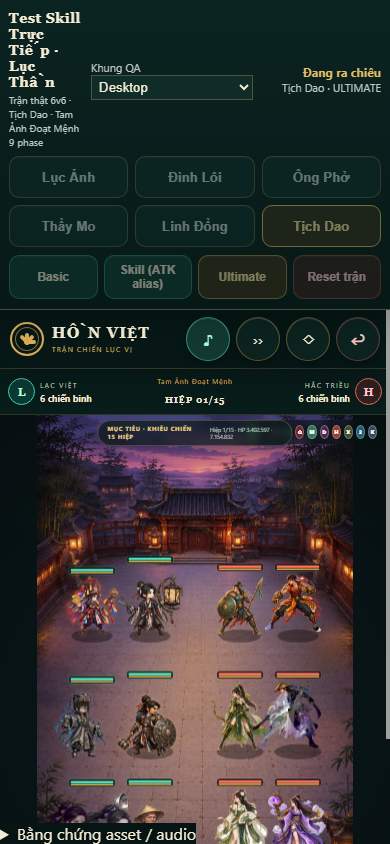 Test Skill
Trực
Tiếp ·
Lục
Thần
Trận thật 6v6 ·
Tịch Dao · Tam
Ảnh Đoạt Mệnh
9 phase
Khung QA
Desktop
Đang ra chiêu
Tịch Dao · ULTIMATE
Lục Ảnh
Đinh Lôi
Ông Phở
Thầy Mo
Linh Đồng
Tịch Dao
Basic
Skill (ATK
alias)
Ultimate
Reset trận
HỒN VIỆT
TRẬN CHIẾN LỤC VỊ
L
LẠC VIỆT
6 chiến binh
Tam Ảnh Đoạt Mệnh
HIỆP 01/15
HẮC TRIỀU
6 chiến binh
H
MỤC TIÊU · KHIÊU CHIẾN
15 HIỆP
Hiệp 1/15 · HP 3.402.597 ·
7.154.832
Bằng chứng asset / audio